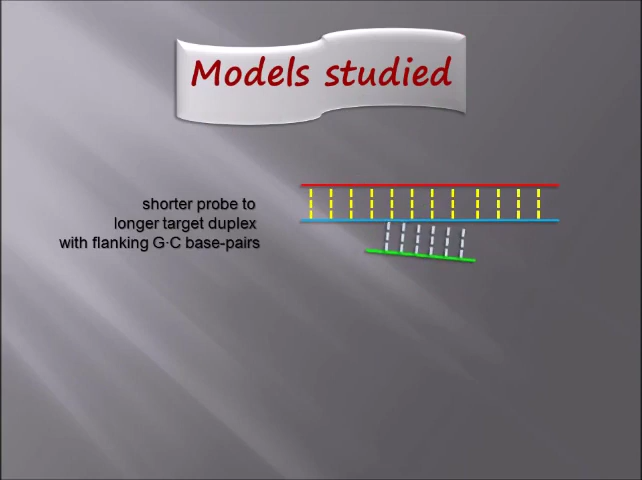 Models studied
shorter probe to
longer target duplex
with flanking G·C base-pairs